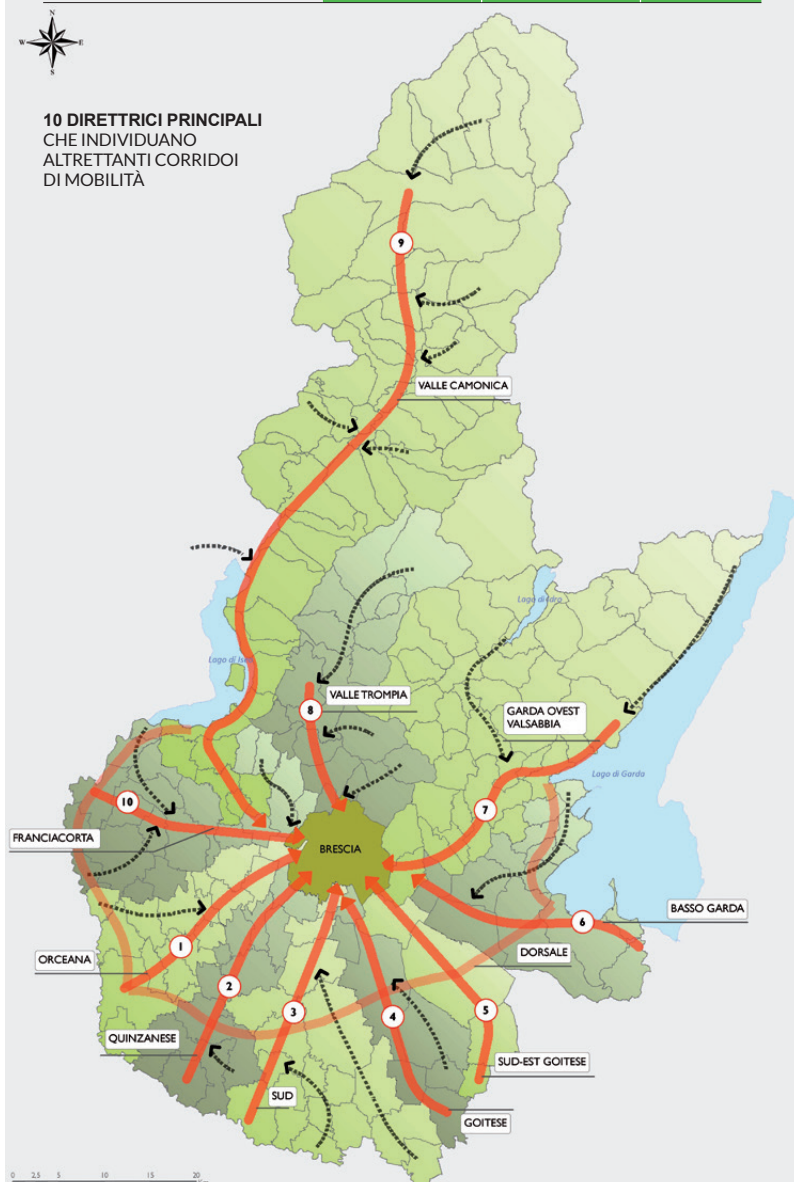 N
W
E
S
10 DIRETTRICI PRINCIPALI
CHE INDIVIDUANO
ALTRETTANTI CORRIDOI
DI MOBILITÀ
9
VALLE CAMONICA
Lago di Idro
Lago di Iseo
VALLE TROMPIA
8
GARDA OVEST
VALSABBIA
Lago di Garda
7
10
FRANCIACORTA
BRESCIA
BASSO GARDA
6
1
ORCEANA
DORSALE
2
3
4
5
QUINZANESE
SUD-EST GOITESE
SUD
GOITESE
0 2,5 5 10 15 20